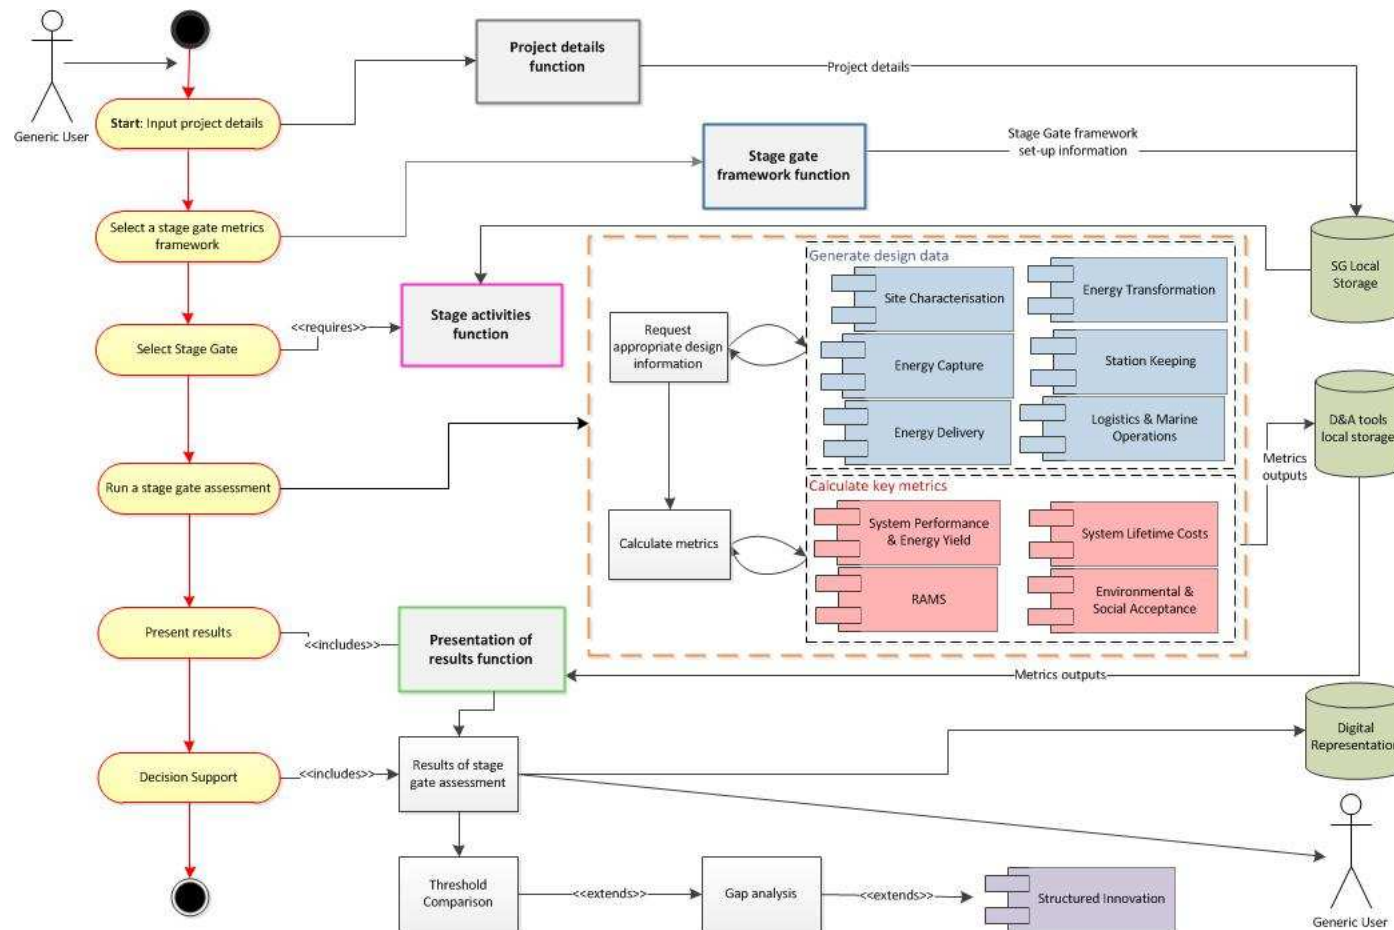 Generic User
Start: Input project details
Project details
function
Project details
Stage gate
framework function
Stage Gate framework
set-up information
Select a stage gate metrics
framework
SG Local
Storage
Select Stage Gate
<<requires>>
Stage activities
function
Generate design data
Site Characterisation
Energy Transformation
Request
appropriate design
information
Energy Capture
Station Keeping
Energy Delivery
Logistics & Marine
Operations
D&A tools
local storage
Metrics
outputs
Run a stage gate assessment
Calculate key metrics
Calculate metrics
System Performance
& Energy Yield
System Lifetime Costs
RAMS
Environmental &
Social Acceptance
Present results
<<includes>>
Presentation of
results function
Metrics outputs
Digital
Representation
Decision Support
<<includes>>
Results of stage
gate assessment
Threshold
Comparison
<<extends>>
Gap analysis
<<extends>>
Structured Innovation
Generic User